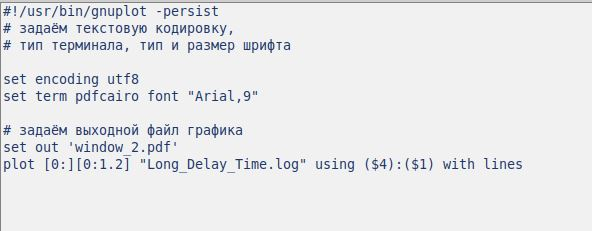 #!/usr/bin/gnuplot -persist
# задаём текстовую кодировку,
# тип терминала, тип и размер шрифта
set encoding utf8
set term pdfcairo font "Arial,9"
# задаём выходной файл графика
set out 'window_2.pdf'
plot [0:][0:1.2] "Long_Delay_Time.log" using ($4):($1) with lines